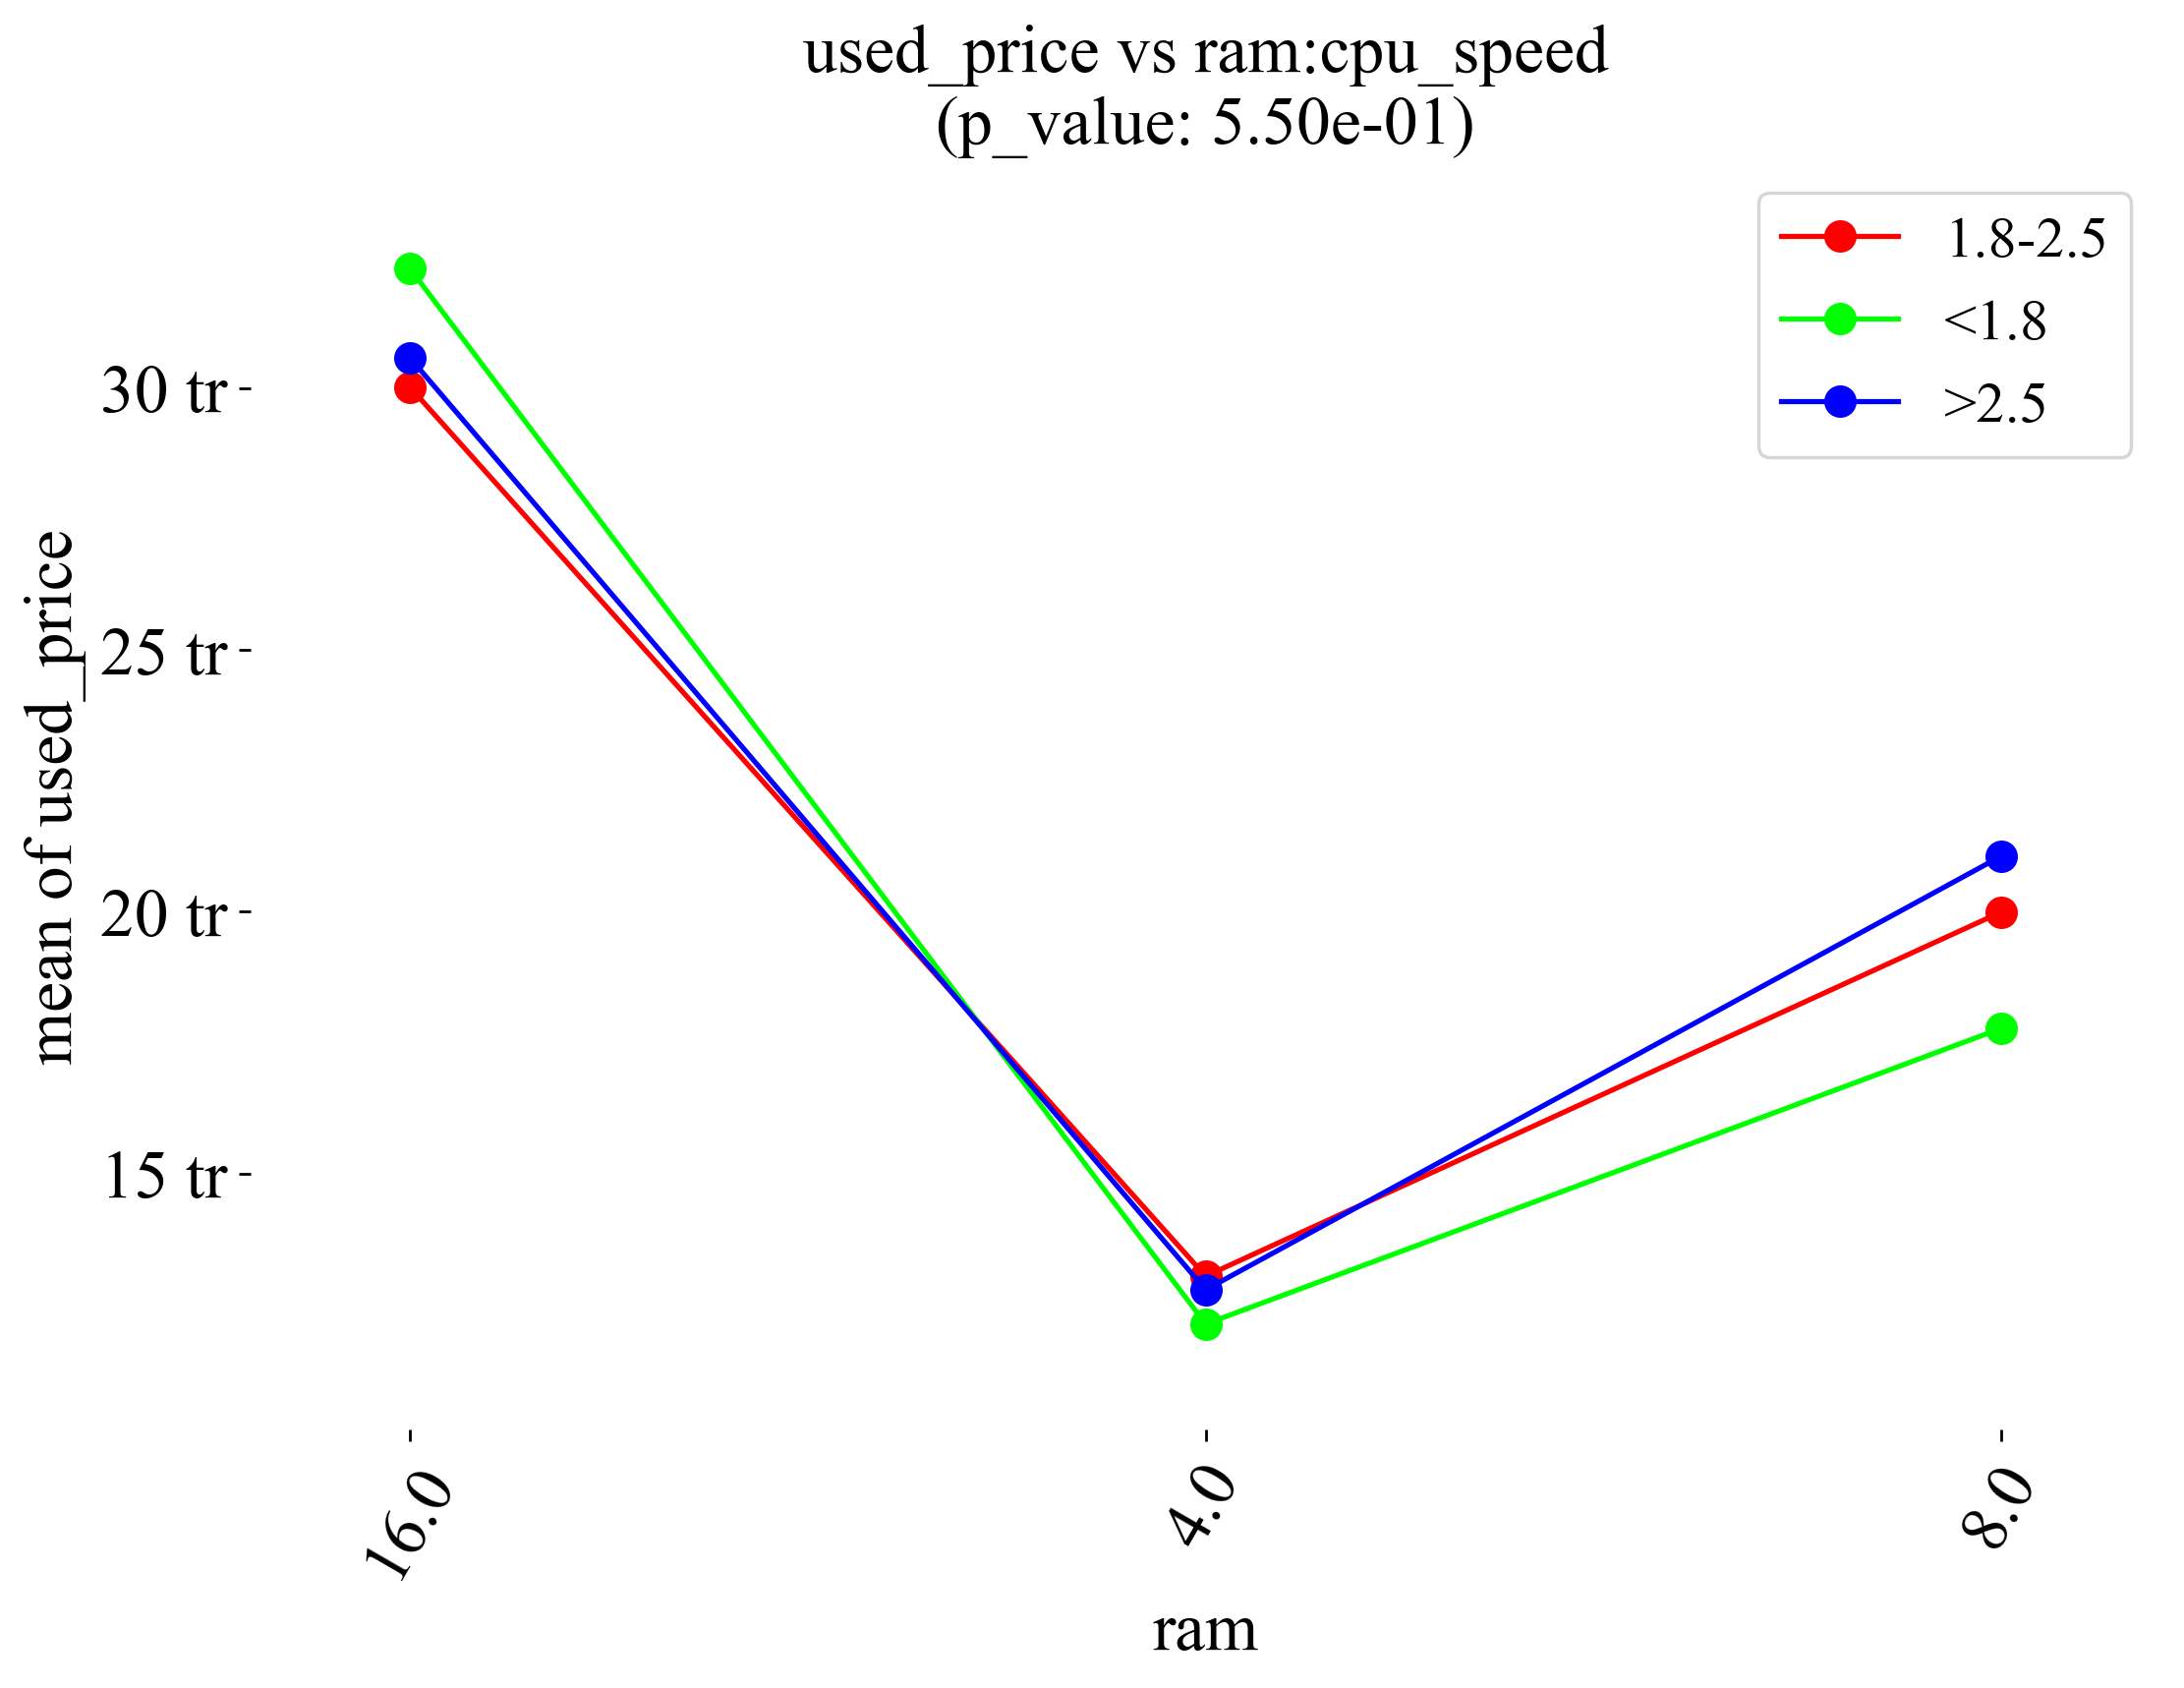 used_price vs ram:cpu_speed
(p_value: 5.50e-01)
1.8-2.5
<1.8
>2.5
30 tr
25 tr
20 tr
15 tr
mean of used_price
16.0
4.0
8.0
ram